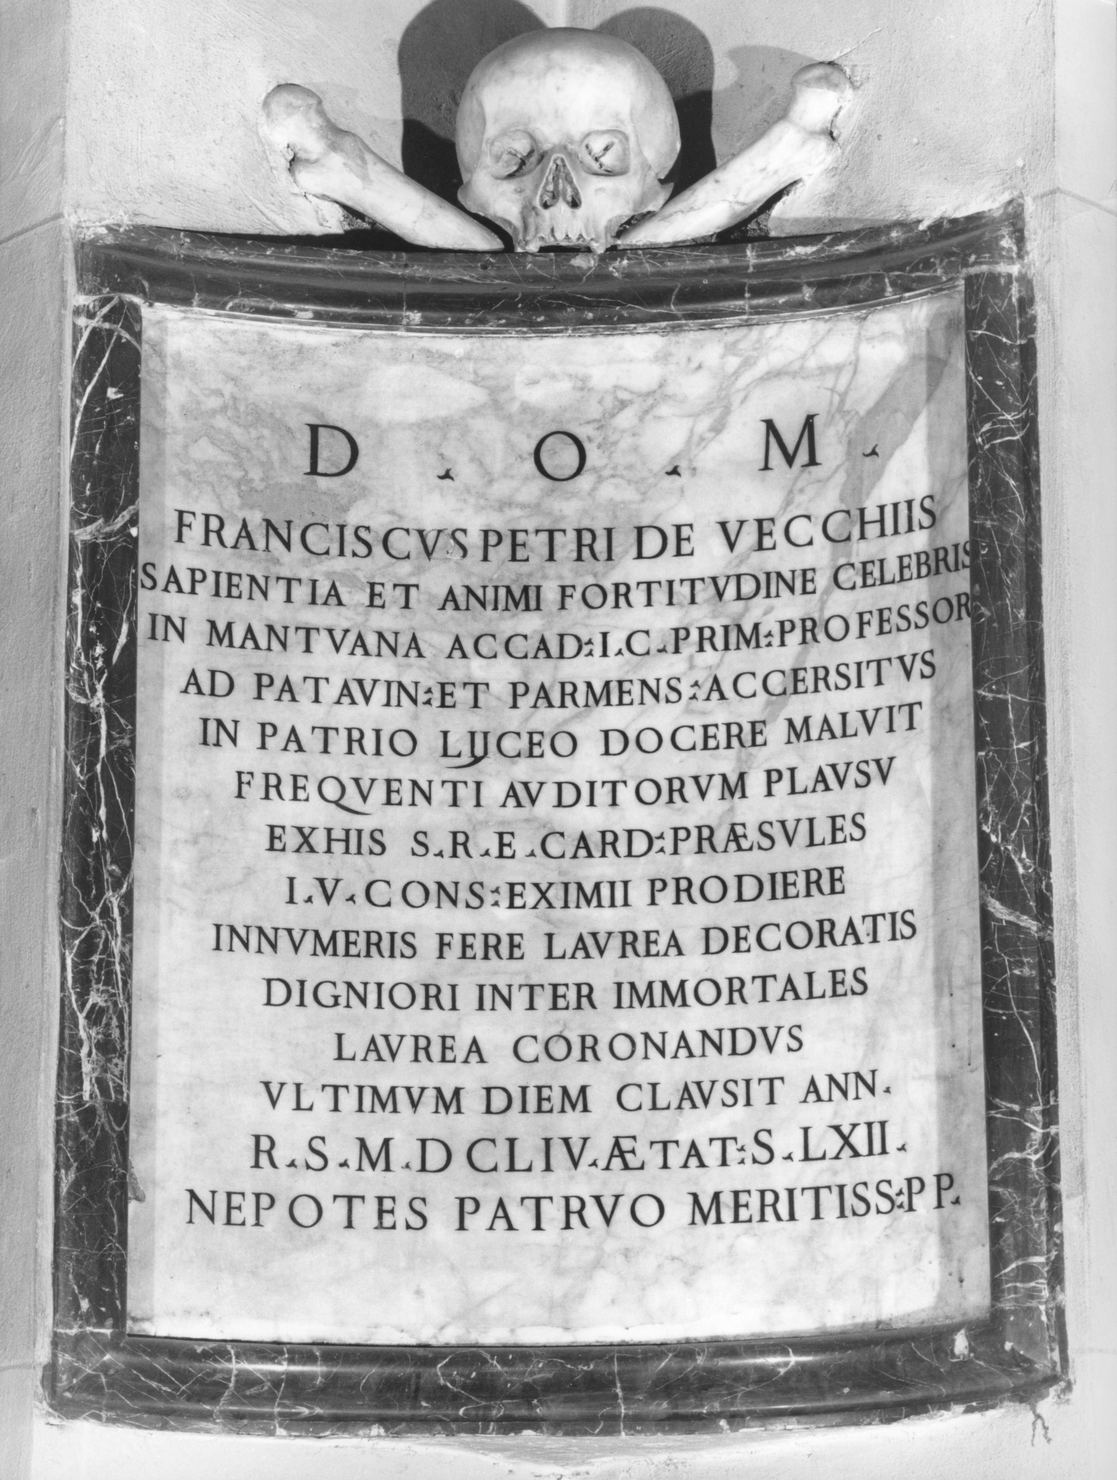 D . O . M .
FRANCISCVS PETRI DE VECCHIIS
SAPIENTIA ET ANIMI FORTITVDINE CELEBRIS
IN MANTVANA ACCAD: I.C. PRIM: PROFESSOR
AD PATAVIN: ET PARMENS: ACCERSITVS
IN PATRIO LIJCEO DOCERE MALVIT
FREQVENTI AVDITORVM PLAVSV
EXHIS S.R.E. CARD: PRÆSVLES
I.V. CONS: EXIMII PRODIERE
INNVMERIS FERE LAVREA DECORATIS
DIGNIORI INTER IMMORTALES
LAVREA CORONANDVS
VLTIMVM DIEM CLAVSIT ANN.
R.S. M.DCLIV. ÆTAT: S. LXII.
NEPOTES PATRVO MERITISS: PP.